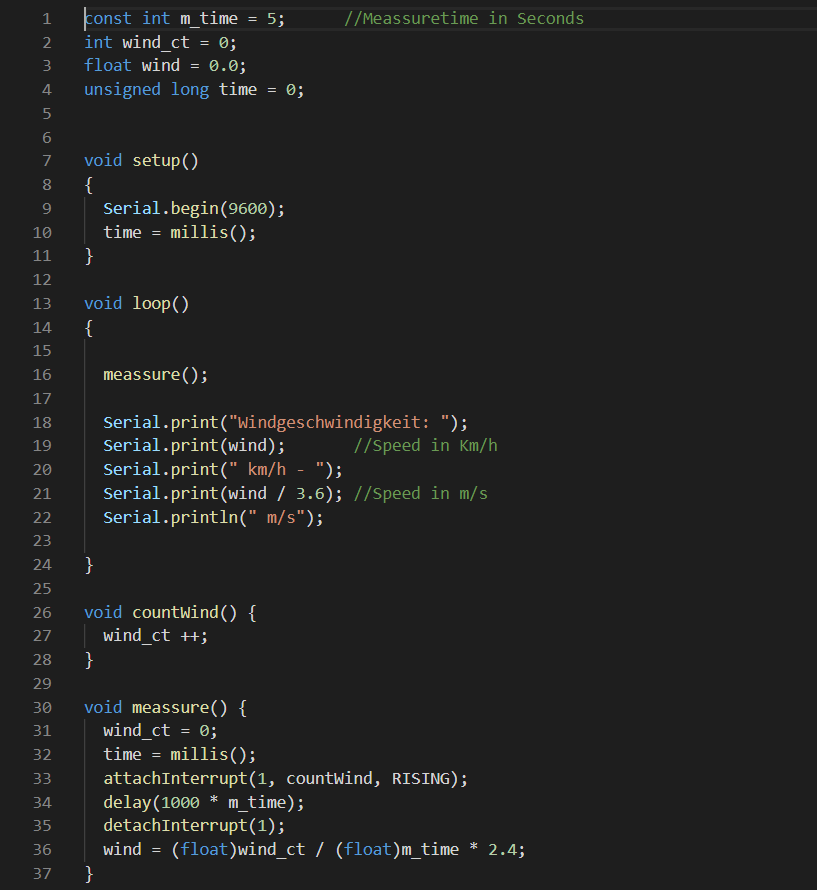 1 const int m_time = 5;      //Meassuretime in Seconds
2 int wind_ct = 0;
3 float wind = 0.0;
4 unsigned long time = 0;
5
6
7 void setup()
8 {
9   Serial.begin(9600);
10   time = millis();
11 }
12
13 void loop()
14 {
15
16   meassure();
17
18   Serial.print("Windgeschwindigkeit: ");
19   Serial.print(wind);       //Speed in Km/h
20   Serial.print(" km/h - ");
21   Serial.print(wind / 3.6); //Speed in m/s
22   Serial.println(" m/s");
23
24 }
25
26 void countWind() {
27   wind_ct ++;
28 }
29
30 void meassure() {
31   wind_ct = 0;
32   time = millis();
33   attachInterrupt(1, countWind, RISING);
34   delay(1000 * m_time);
35   detachInterrupt(1);
36   wind = (float)wind_ct / (float)m_time * 2.4;
37 }